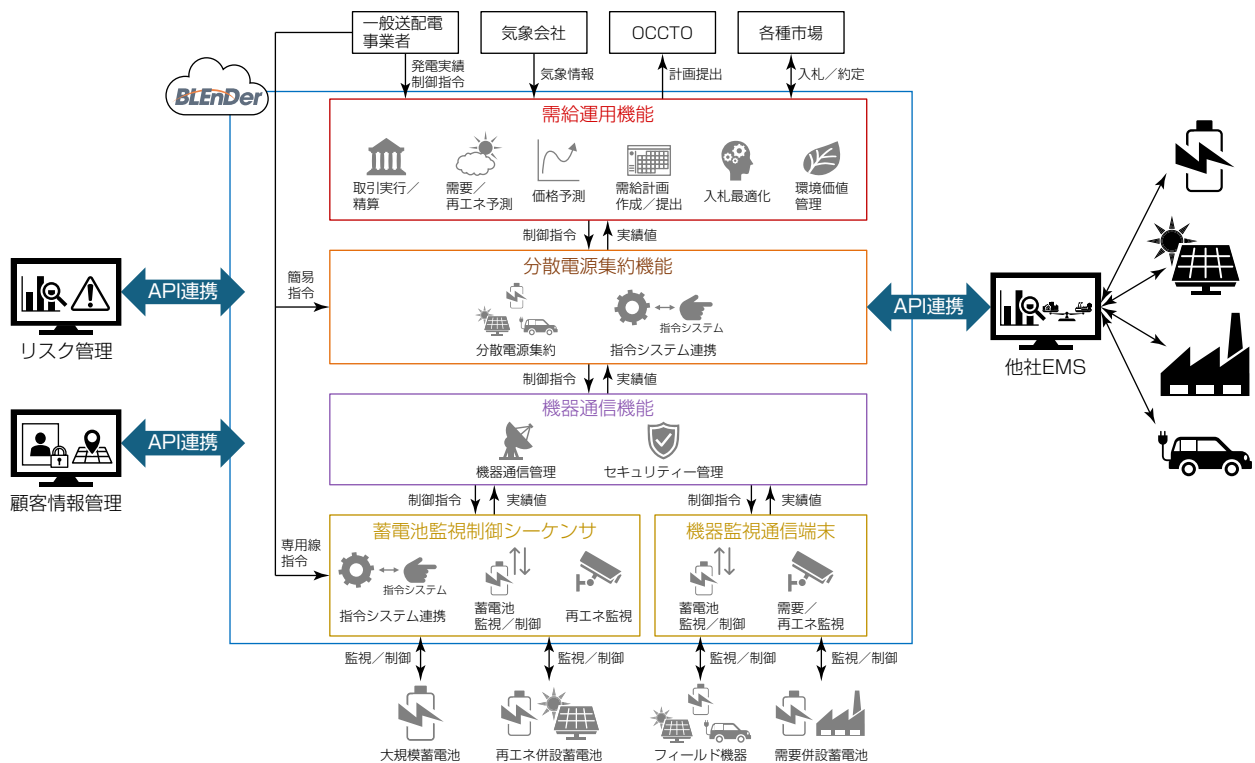 一般送配電
事業者
気象会社
OCCTO
各種市場
発電実績
制御指令
気象情報
計画提出
入札／約定
BLEnDer
需給運用機能
取引実行／
精算
需要／
再エネ予測
価格予測
需給計画
作成／提出
入札最適化
環境価値
管理
制御指令
実績値
分散電源集約機能
簡易
指令
指令システム
分散電源集約
指令システム連携
API連携
リスク管理
API連携
他社EMS
制御指令
実績値
機器通信機能
機器通信管理
セキュリティー管理
API連携
顧客情報管理
制御指令
実績値
制御指令
実績値
蓄電池監視制御シーケンサ
専用線
指令
指令システム
指令システム連携
蓄電池
監視／制御
再エネ監視
機器監視通信端末
蓄電池
監視／制御
需要／
再エネ監視
監視／制御
監視／制御
監視／制御
監視／制御
大規模蓄電池
再エネ併設蓄電池
フィールド機器
需要併設蓄電池